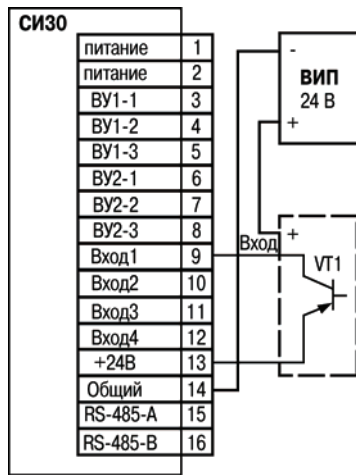 СИ30
питание 1
питание 2
ВУ1-1 3
ВУ1-2 4
ВУ1-3 5
ВУ2-1 6
ВУ2-2 7
ВУ2-3 8
Вход1 9
Вход2 10
Вход3 11
Вход4 12
+24В 13
Общий 14
RS-485-А 15
RS-485-В 16
-
ВИП
24 В
+
Вход
+
VT1